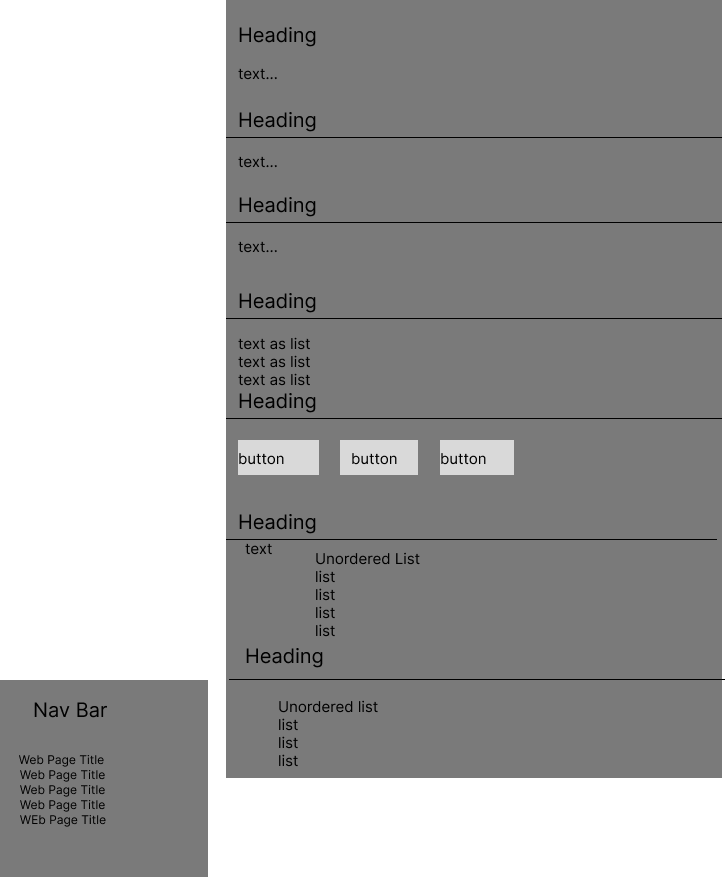 Heading
text...
Heading
text...
Heading
text...
Heading
text as list
text as list
text as list
Heading
button
button
button
Heading
text
Unordered List
list
list
list
list
Heading
Unordered list
list
list
list
Nav Bar
Web Page Title
Web Page Title
Web Page Title
Web Page Title
WEb Page Title